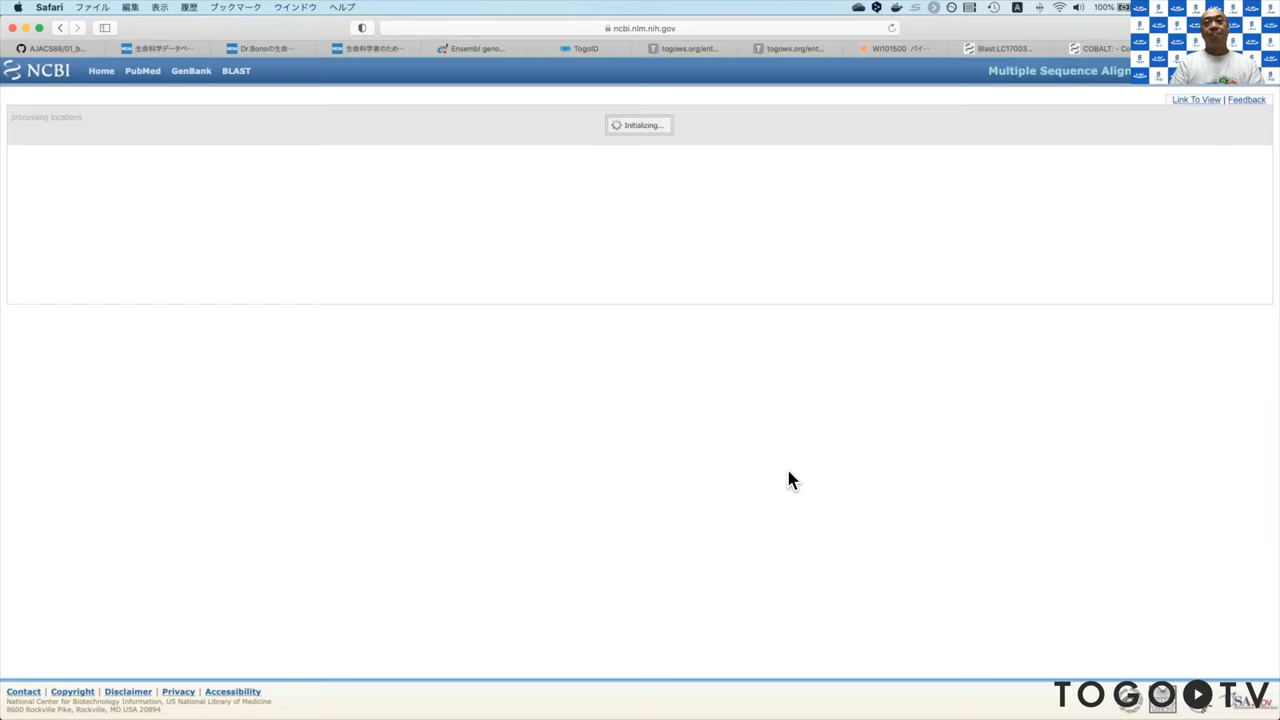 Safari ファイル 編集 表示 履歴 ブックマーク ウインドウ ヘルプ 100%
ncbi.nlm.nih.gov
AJACS88/01_b... 生命科学データベ... Dr.Bonoの生命... 生命科学者のため... Ensembl geno... TogoID togows.org/ent... togows.org/ent... WI101500 バイ... Blast:LC17003... COBALT: - Co
NCBI Home PubMed GenBank BLAST Multiple Sequence Align
Link To View | Feedback
processing locations
Initializing...
Contact | Copyright | Disclaimer | Privacy | Accessibility
National Center for Biotechnology Information, US National Library of Medicine
8600 Rockville Pike, Rockville, MD USA 20894
TOGO TV